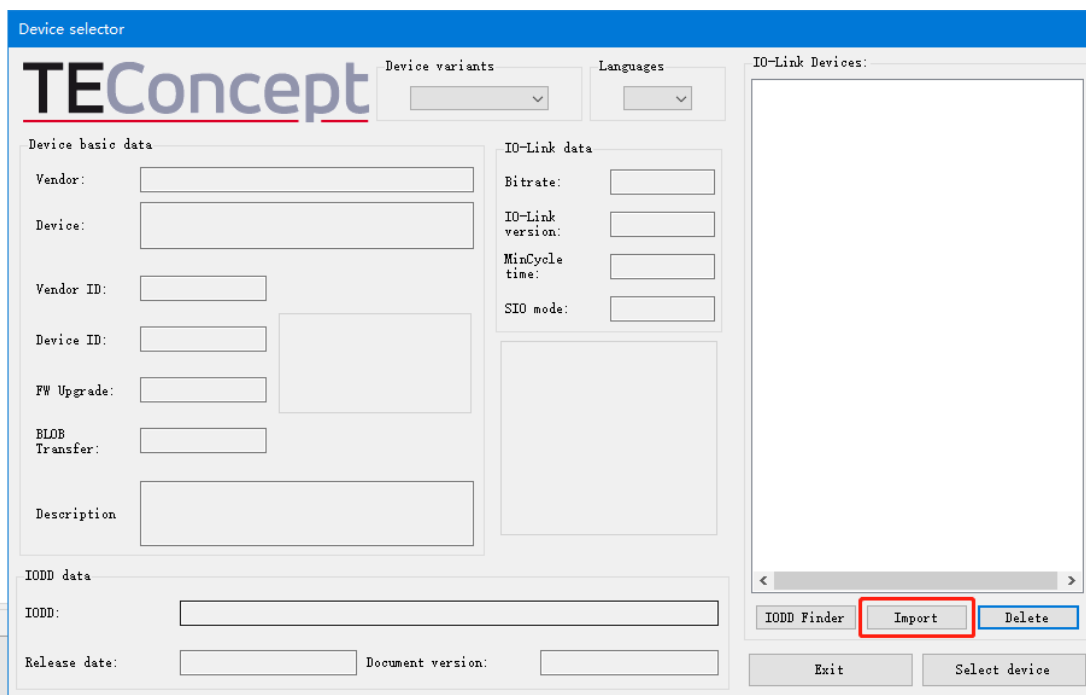 Device selector
TEConcept
Device variants
Languages
IO-Link Devices:
Device basic data
Vendor:
Device:
Vendor ID:
Device ID:
FW Upgrade:
BLOB
Transfer:
Description
IO-Link data
Bitrate:
IO-Link
version:
MinCycle
time:
SIO mode:
IODD data
IODD:
Release date:
Document version:
IODD Finder
Import
Delete
Exit
Select device